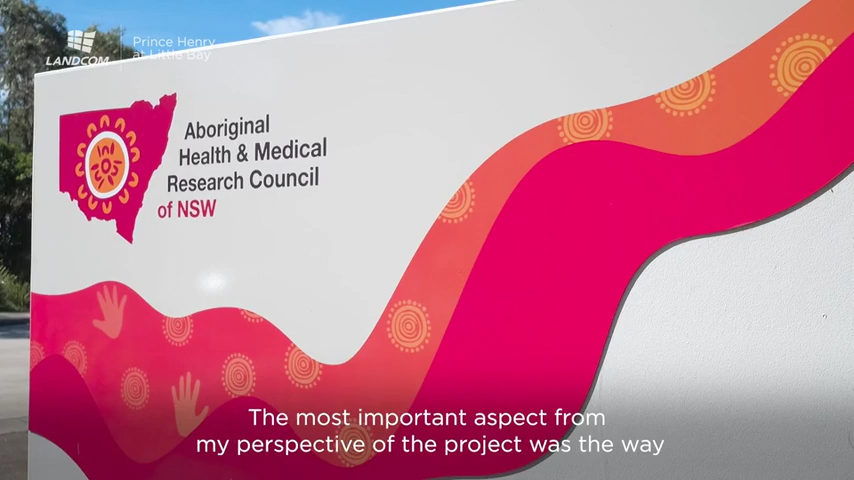 LANDCOM
Prince Henry
at Little Bay
Aboriginal
Health & Medical
Research Council
of NSW
The most important aspect from
my perspective of the project was the way